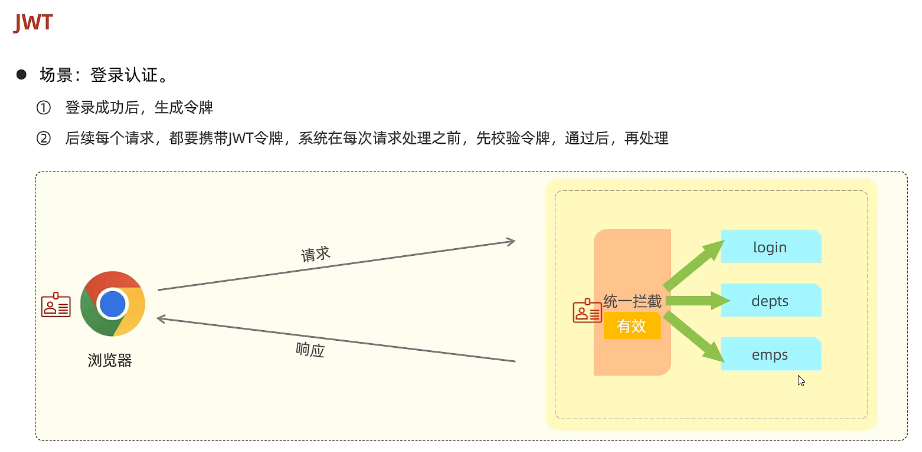 JWT
● 场景：登录认证。
① 登录成功后，生成令牌
② 后续每个请求，都要携带JWT令牌，系统在每次请求处理之前，先校验令牌，通过后，再处理
请求
login
统一拦截
depts
有效
响应
emps
浏览器